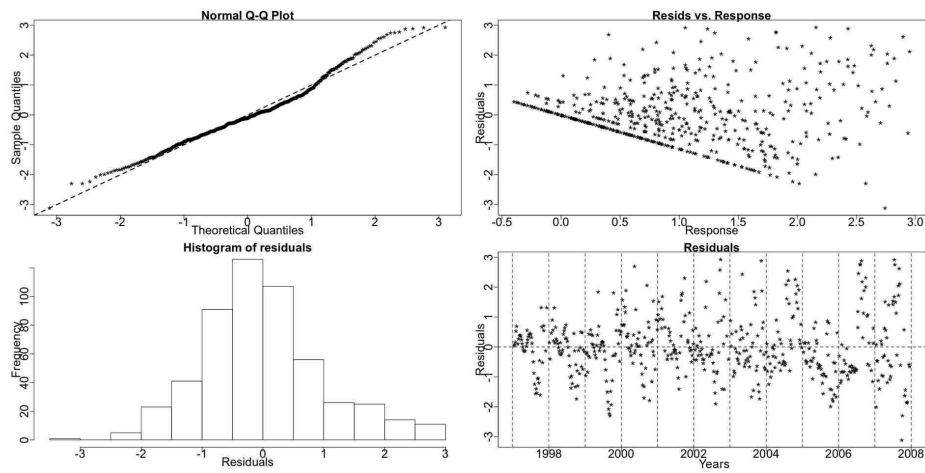 Normal Q-Q Plot
Sample Quantiles
3
2
1
0
-1
-2
-3
-3 -2 -1 0 1 2 3
Theoretical Quantiles
Resids vs. Response
Residuals
3
2
1
0
-1
-2
-3
-0.5 0.0 0.5 1.0 1.5 2.0 2.5 3.0
Response
Histogram of residuals
Frequency
100
80
60
40
20
0
-3 -2 -1 0 1 2 3
Residuals
Residuals
Residuals
3
2
1
0
-1
-2
-3
1998 2000 2002 2004 2006 2008
Years